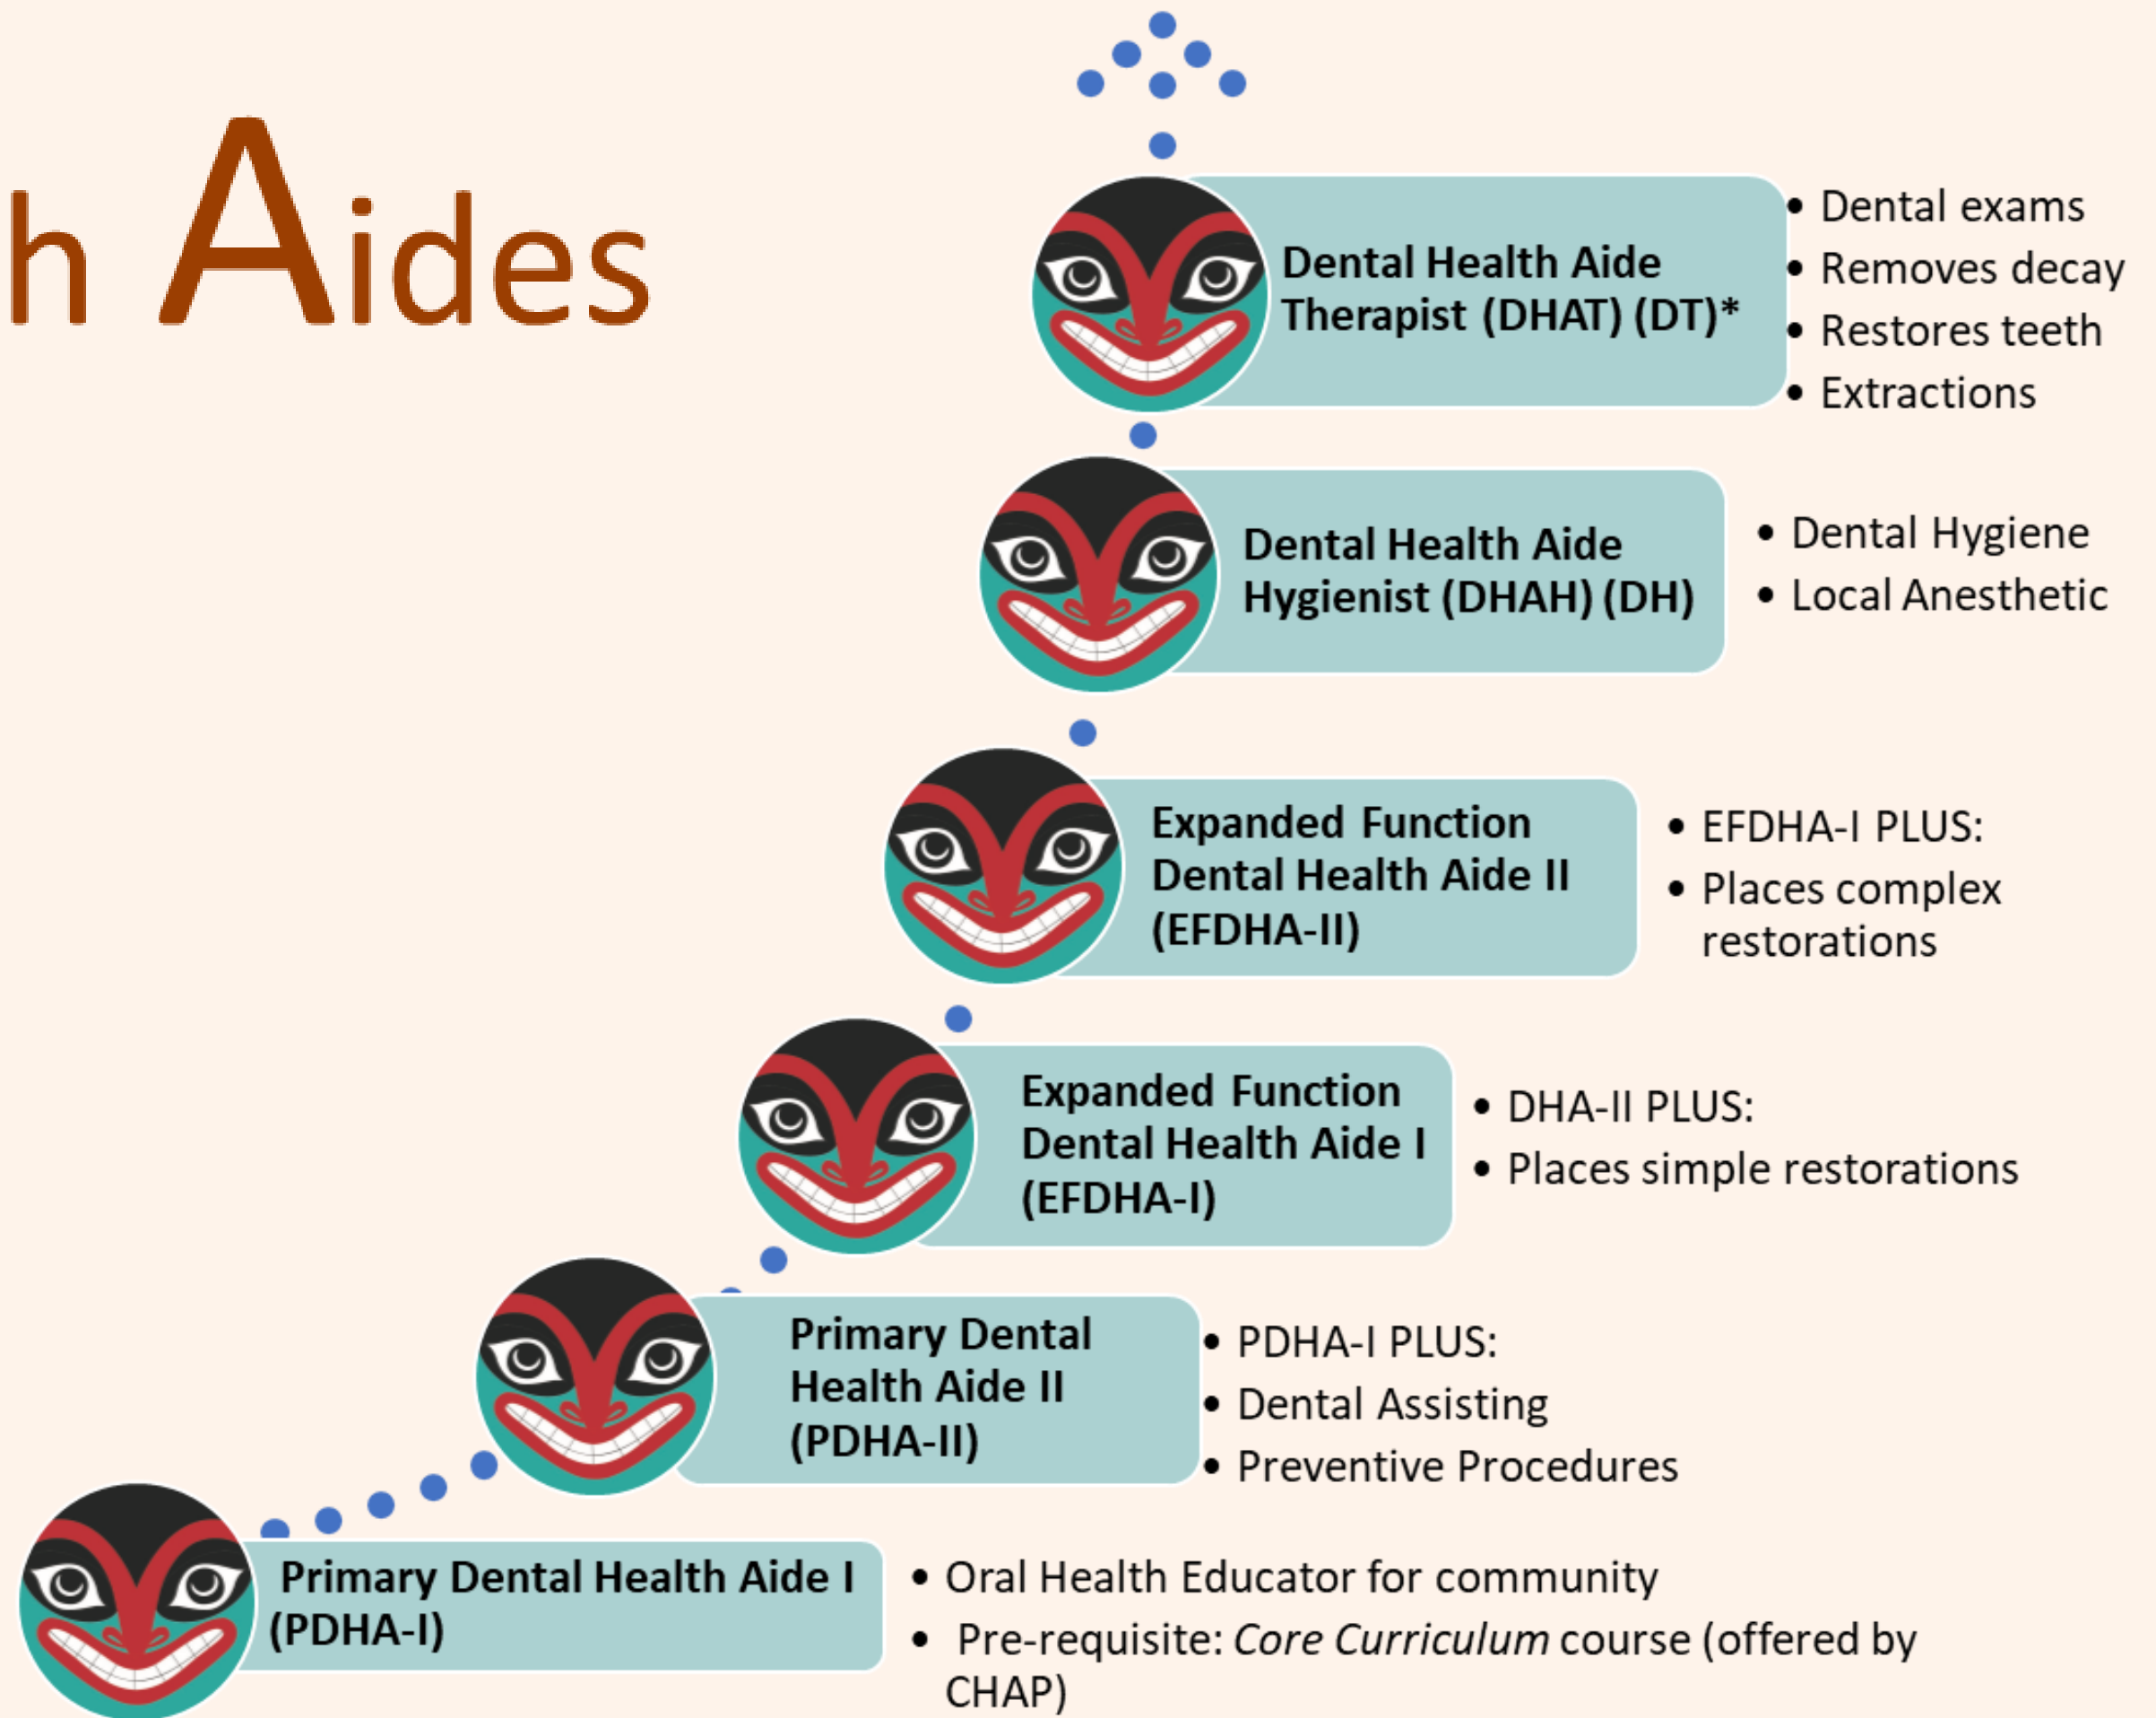 h Aides
Dental Health Aide
Therapist (DHAT) (DT)*
• Dental exams
• Removes decay
• Restores teeth
• Extractions
Dental Health Aide
Hygienist (DHAH) (DH)
• Dental Hygiene
• Local Anesthetic
Expanded Function
Dental Health Aide II
(EFDHA-II)
• EFDHA-I PLUS:
• Places complex
restorations
Expanded Function
Dental Health Aide I
(EFDHA-I)
• DHA-II PLUS:
• Places simple restorations
Primary Dental
Health Aide II
(PDHA-II)
• PDHA-I PLUS:
• Dental Assisting
• Preventive Procedures
Primary Dental Health Aide I
(PDHA-I)
• Oral Health Educator for community
• Pre-requisite: Core Curriculum course (offered by
CHAP)